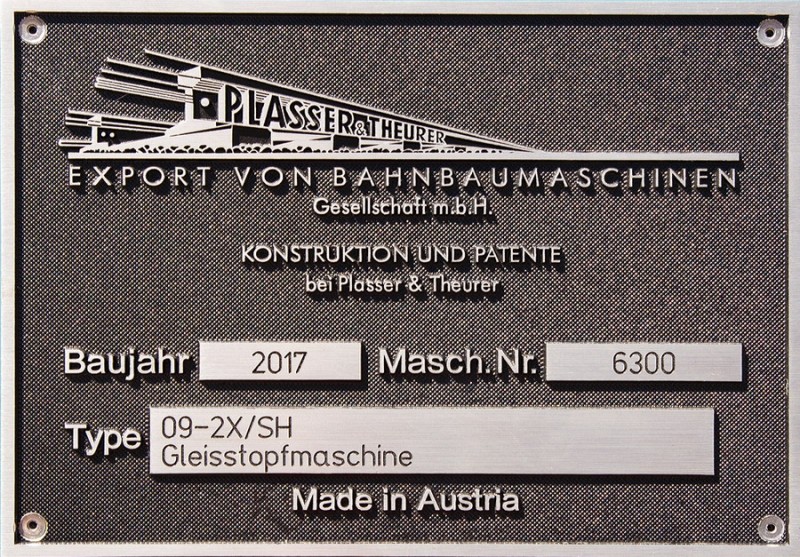 PLASSER & THEURER
EXPORT VON BAHNBAUMASCHINEN
Gesellschaft m.b.H.
KONSTRUKTION UND PATENTE
bei Plasser & Theurer
Baujahr 2017 Masch.Nr. 6300
Type 09-2X/SH
Gleisstopfmaschine
Made in Austria